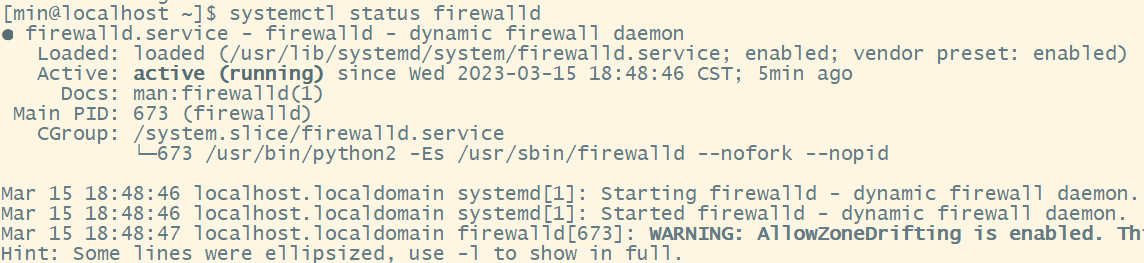 [min@localhost ~]$ systemctl status firewalld
● firewalld.service - firewalld - dynamic firewall daemon
   Loaded: loaded (/usr/lib/systemd/system/firewalld.service; enabled; vendor preset: enabled)
   Active: active (running) since Wed 2023-03-15 18:48:46 CST; 5min ago
     Docs: man:firewalld(1)
 Main PID: 673 (firewalld)
   CGroup: /system.slice/firewalld.service
           └─673 /usr/bin/python2 -Es /usr/sbin/firewalld --nofork --nopid
Mar 15 18:48:46 localhost.localdomain systemd[1]: Starting firewalld - dynamic firewall daemon.
Mar 15 18:48:46 localhost.localdomain systemd[1]: Started firewalld - dynamic firewall daemon.
Mar 15 18:48:47 localhost.localdomain firewalld[673]: WARNING: AllowZoneDrifting is enabled.
Hint: Some lines were ellipsized, use -l to show in full.